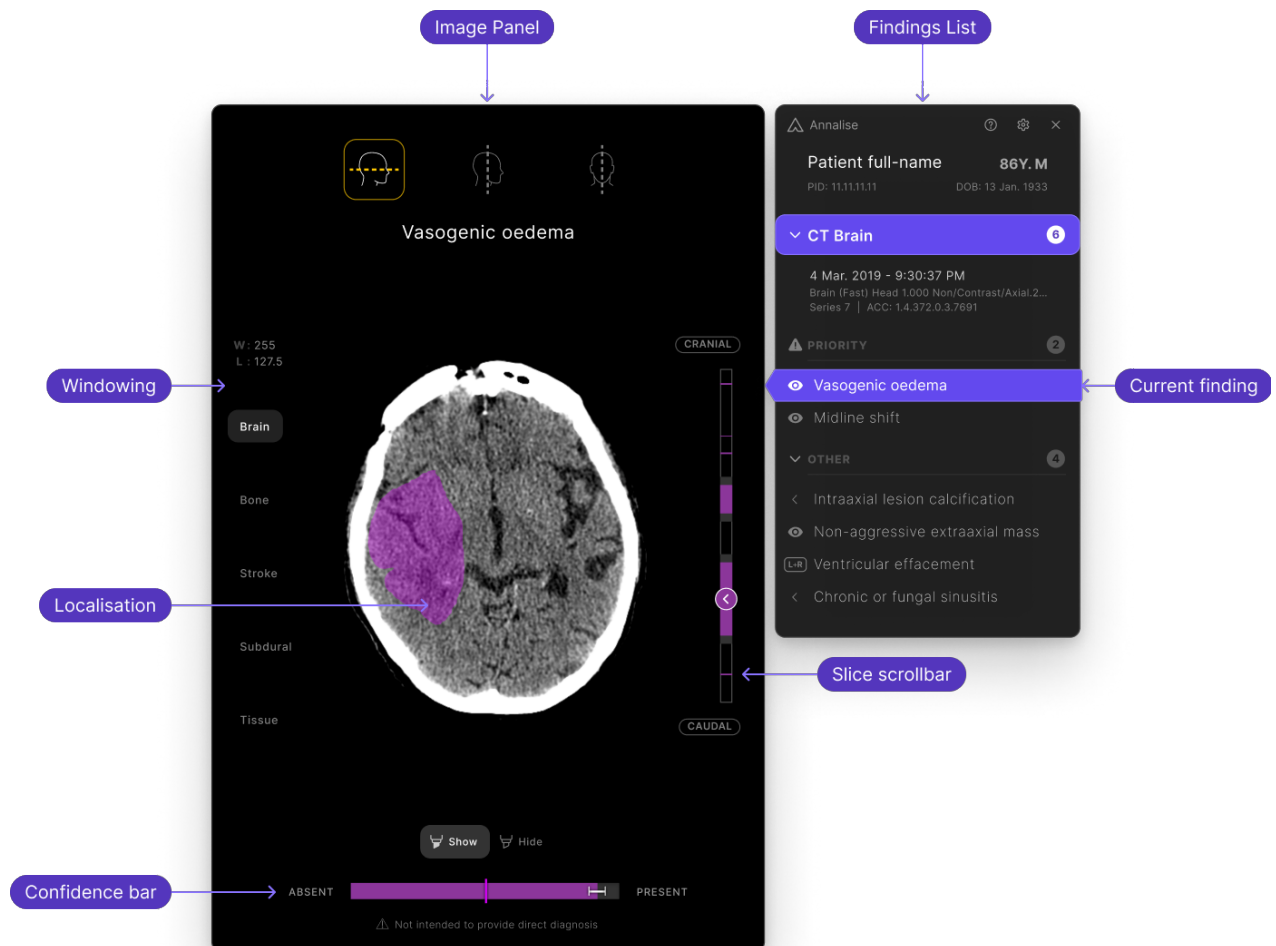 Image Panel
Findings List
Annalise
Patient full-name
86Y. M
PID: 11.11.11.11
DOB: 13 Jan. 1933
Vasogenic oedema
CT Brain
6
4 Mar. 2019 - 9:30:37 PM
Brain (Fast) Head 1.000 Non/Contrast/Axial.2...
Series 7 | ACC: 1.4.372.0.3.7691
W: 255
L : 127.5
CRANIAL
PRIORITY
2
Windowing
Vasogenic oedema
Current finding
Midline shift
Brain
OTHER
4
Bone
Intraaxial lesion calcification
Non-aggressive extraaxial mass
Stroke
L+R
Ventricular effacement
Chronic or fungal sinusitis
Localisation
Subdural
Slice scrollbar
Tissue
CAUDAL
Show
Hide
Confidence bar
ABSENT
PRESENT
Not intended to provide direct diagnosis